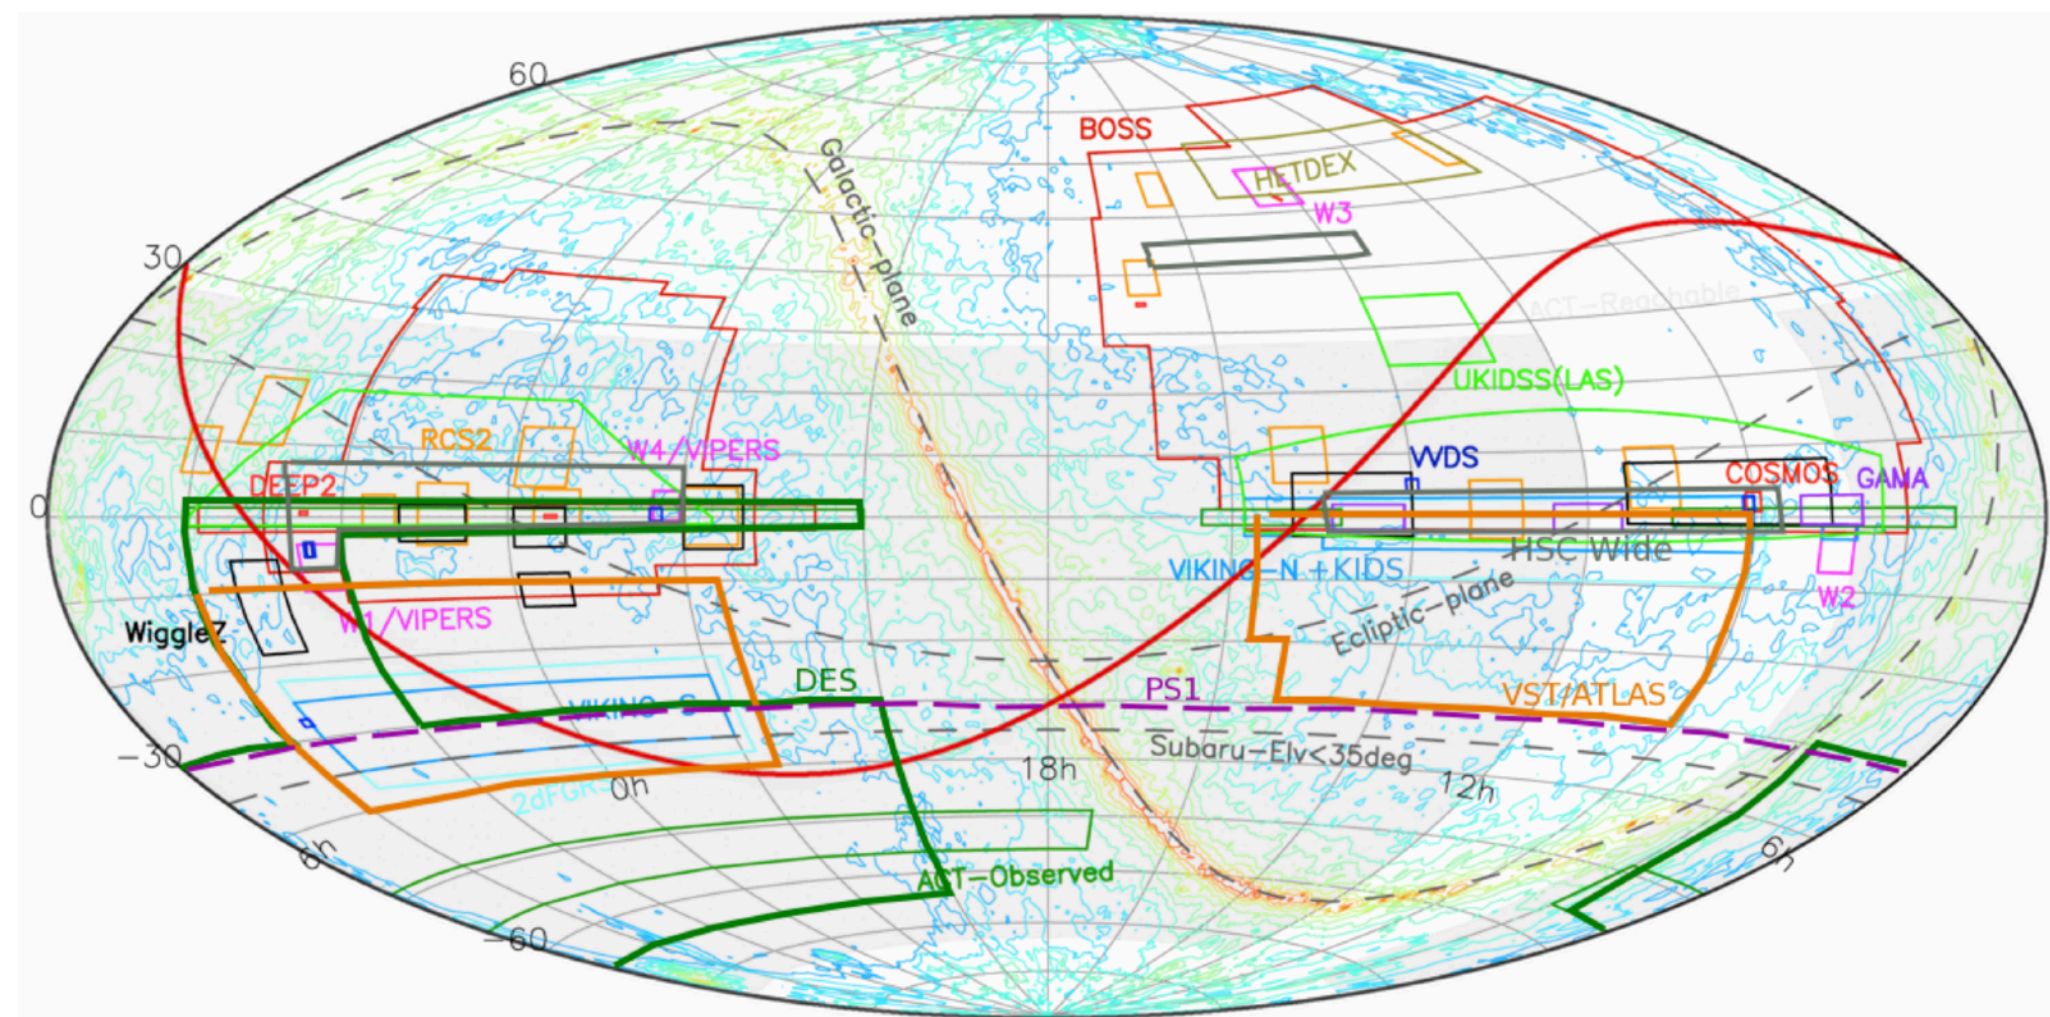 60
BOSS
Galactic-plane
HETDEX
W3
30
ACT-Reachable
UKIDSS(LAS)
RCS2
W4/VIPERS
VVDS
DEEP2
COSMOS
GAMA
0
HSC Wide
VIKING-N +KIDS
Ecliptic-plane
W2
WiggleZ
W1/VIPERS
DES
PS1
VST/ATLAS
VIKING-S
-30
Subaru-Elv<35deg
0h
18h
12h
2dFGRS
6h
6h
ACT-Observed
-60